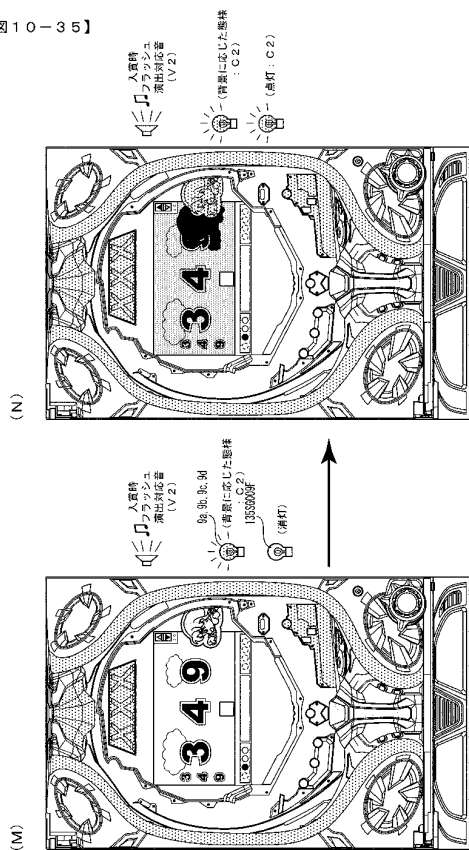 図10-35】
(M)
入賞時
フラッシュ
演出対応音
(V2)
9a, 9b, 9c, 9d
(背景に応じた態様
:C2)
135SG009F
(消灯)
3 4 9
3
4
9
(N)
入賞時
フラッシュ
演出対応音
(V2)
(背景に応じた態様
:C2)
(点灯:C2)
3 4
3
4
9